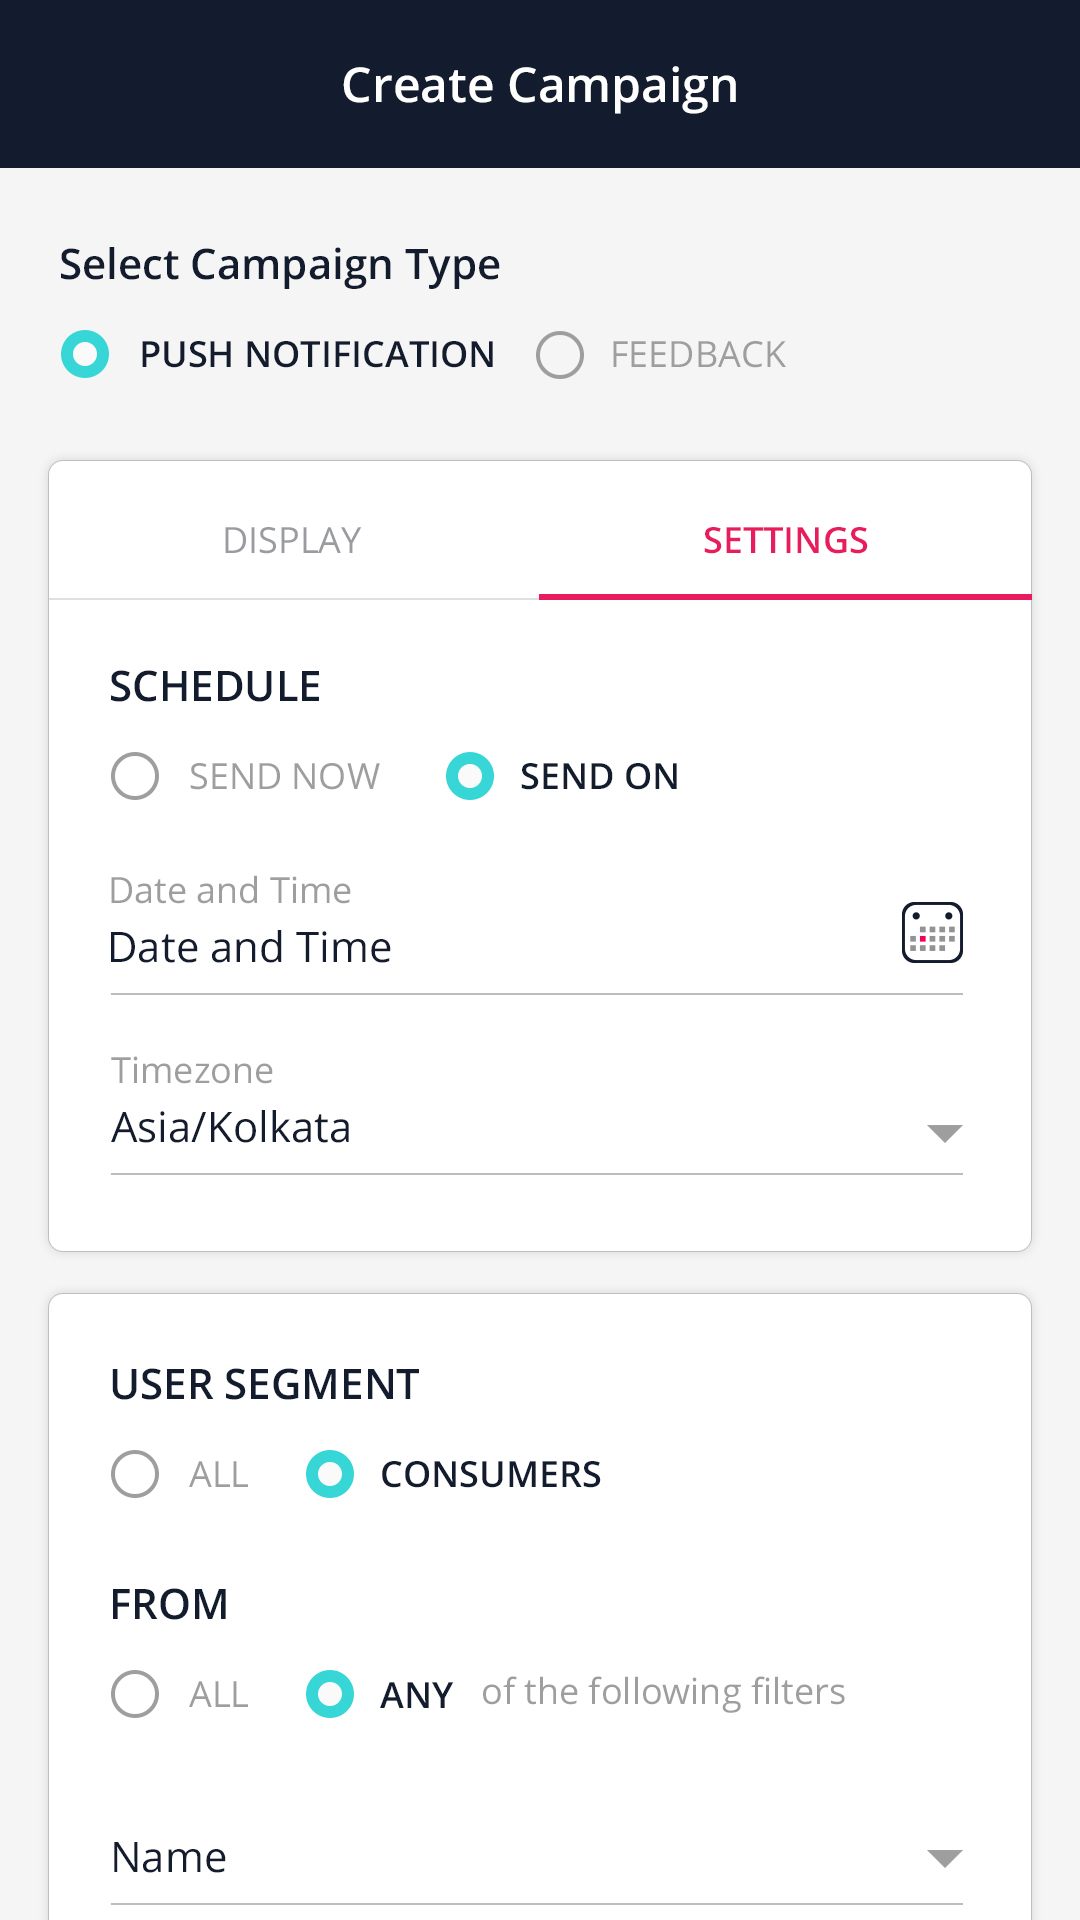 Create Campaign
Select Campaign Type
PUSH NOTIFICATION FEEDBACK
DISPLAY SETTINGS
SCHEDULE
SEND NOW SEND ON
Date and Time
Date and Time
Timezone
Asia/Kolkata
USER SEGMENT
ALL CONSUMERS
FROM
ALL ANY of the following filters
Name